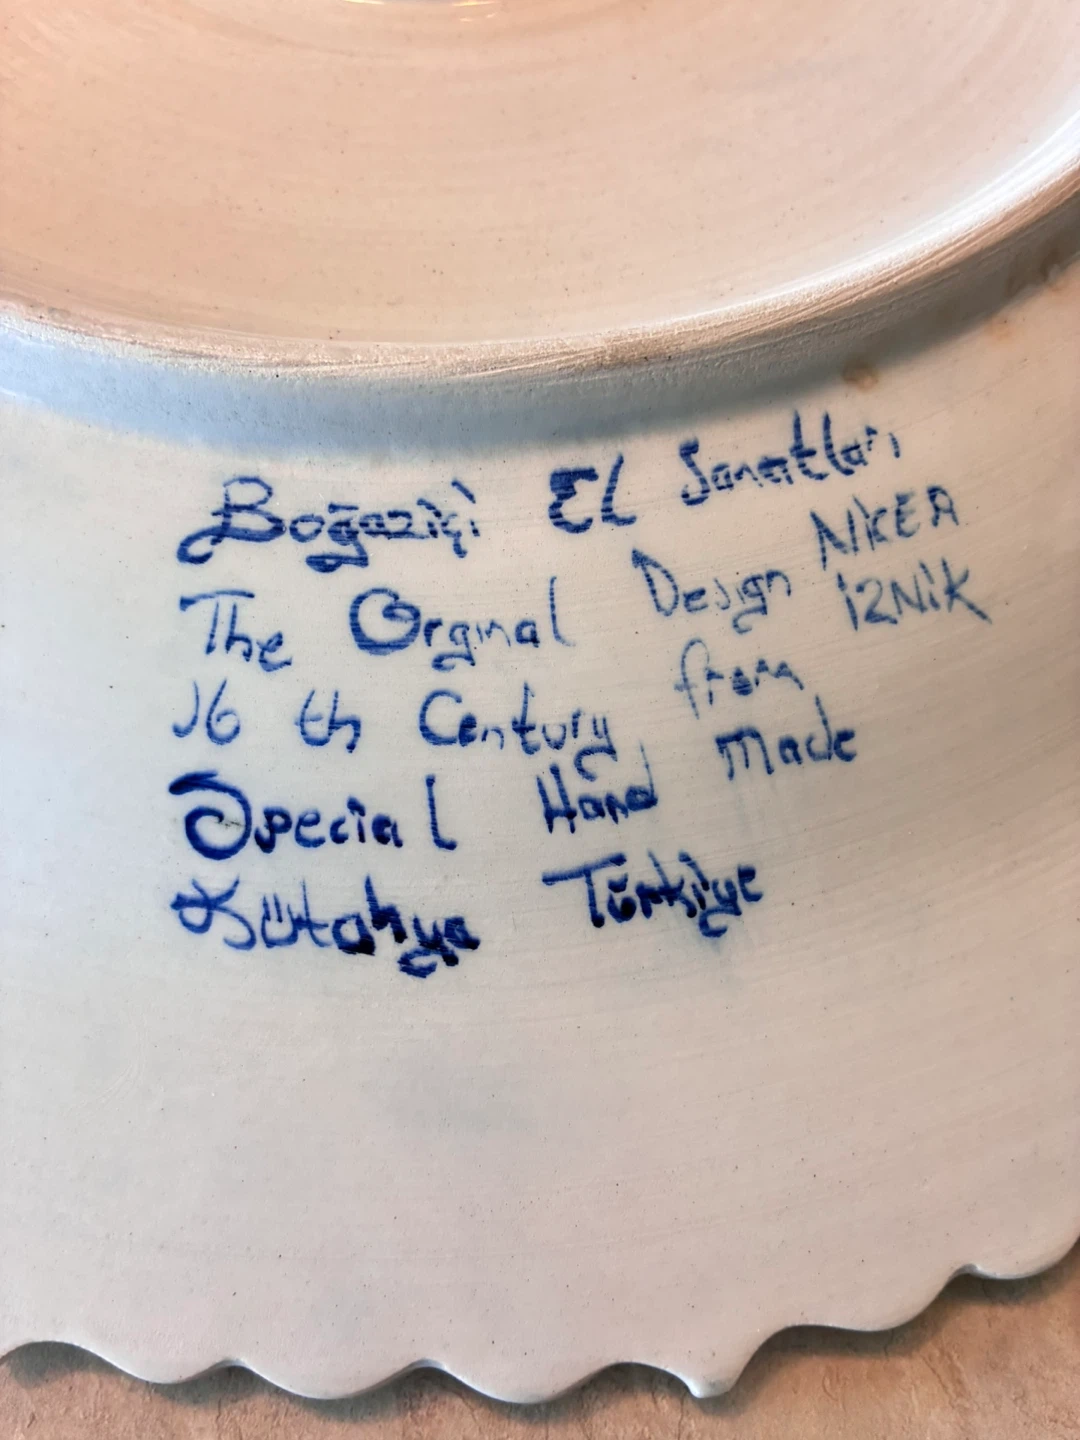 Boğaziçi El Sanatları
The Orginal Design NiKEA
16 th Century from iZNiK
Special Hand Made
Kütahya Türkiye